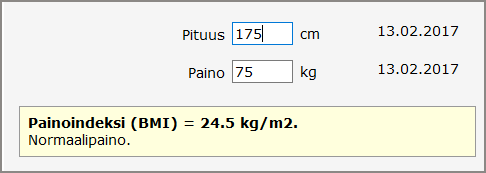 Pituus 175 cm 13.02.2017
Paino 75 kg 13.02.2017
Painoindeksi (BMI) = 24.5 kg/m2.
Normaalipaino.